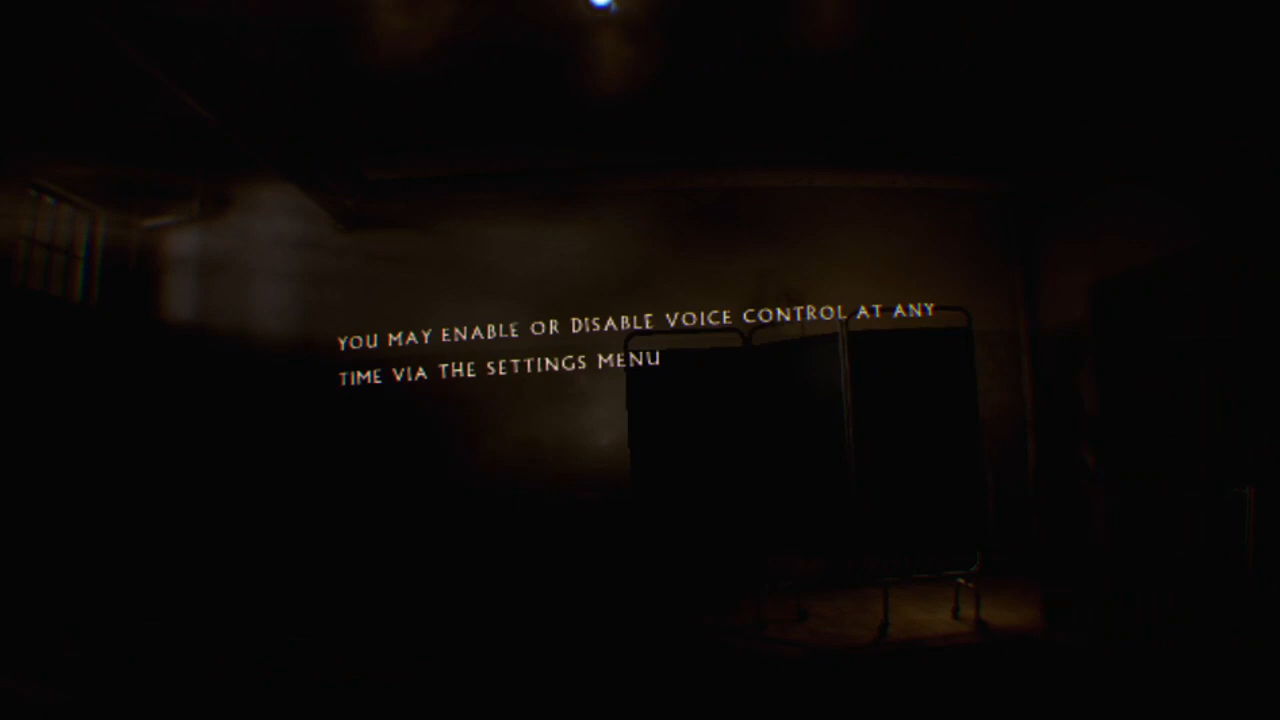 YOU MAY ENABLE OR DISABLE VOICE CONTROL AT ANY
TIME VIA THE SETTINGS MENU